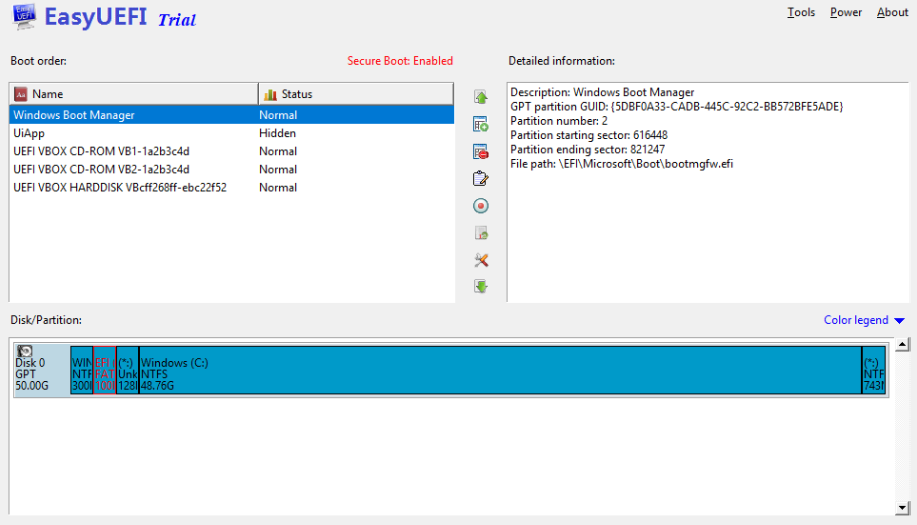 EasyUEFI Trial
Tools Power About
Boot order:
Secure Boot: Enabled
Detailed information:
Name
Status
Windows Boot Manager
Normal
UiApp
Hidden
UEFI VBOX CD-ROM VB1-1a2b3c4d
Normal
UEFI VBOX CD-ROM VB2-1a2b3c4d
Normal
UEFI VBOX HARDDISK VBcff268ff-ebc22f52
Normal
Description: Windows Boot Manager
GPT partition GUID: {5DBF0A33-CADB-445C-92C2-BB572BFE5ADE}
Partition number: 2
Partition starting sector: 616448
Partition ending sector: 821247
File path: \EFI\Microsoft\Boot\bootmgfw.efi
Disk/Partition:
Color legend
Disk 0
GPT
50.00G
WIN
NTF
300
EFI
FAT
100
(*:)
Unk
128
Windows (C:)
NTFS
48.76G
(*:)
NTF
743